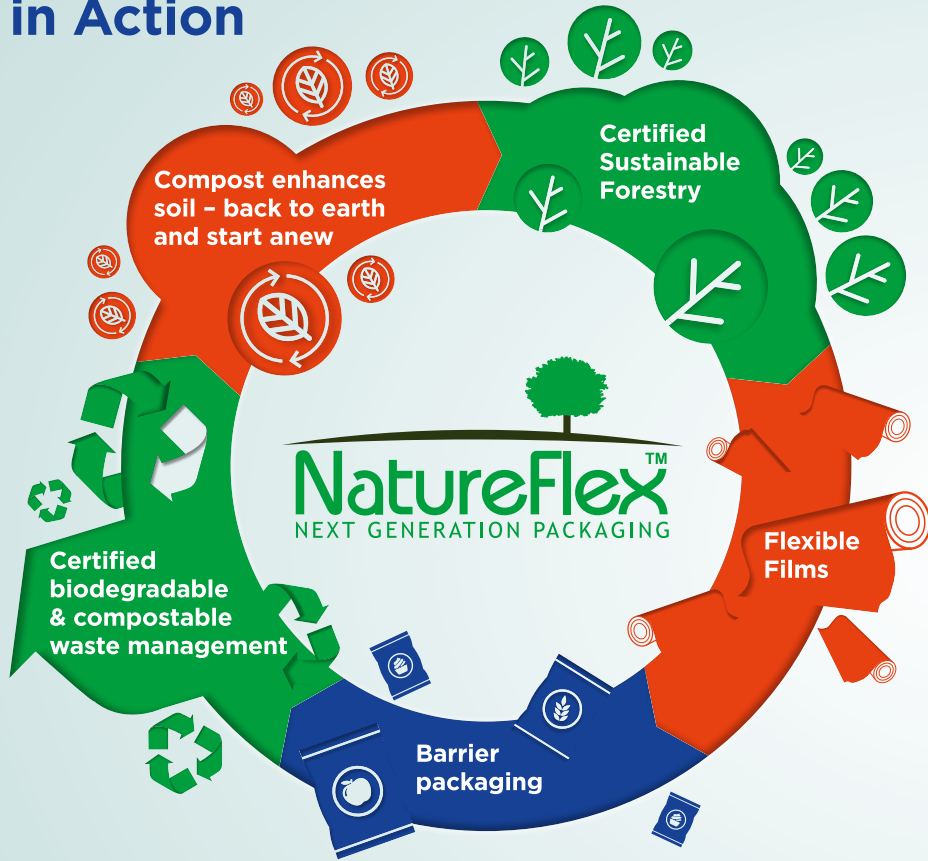 in Action
Certified
Sustainable
Forestry
Compost enhances
soil – back to earth
and start anew
NatureFlex™
NEXT GENERATION PACKAGING
Flexible
Films
Certified
biodegradable
& compostable
waste management
Barrier
packaging